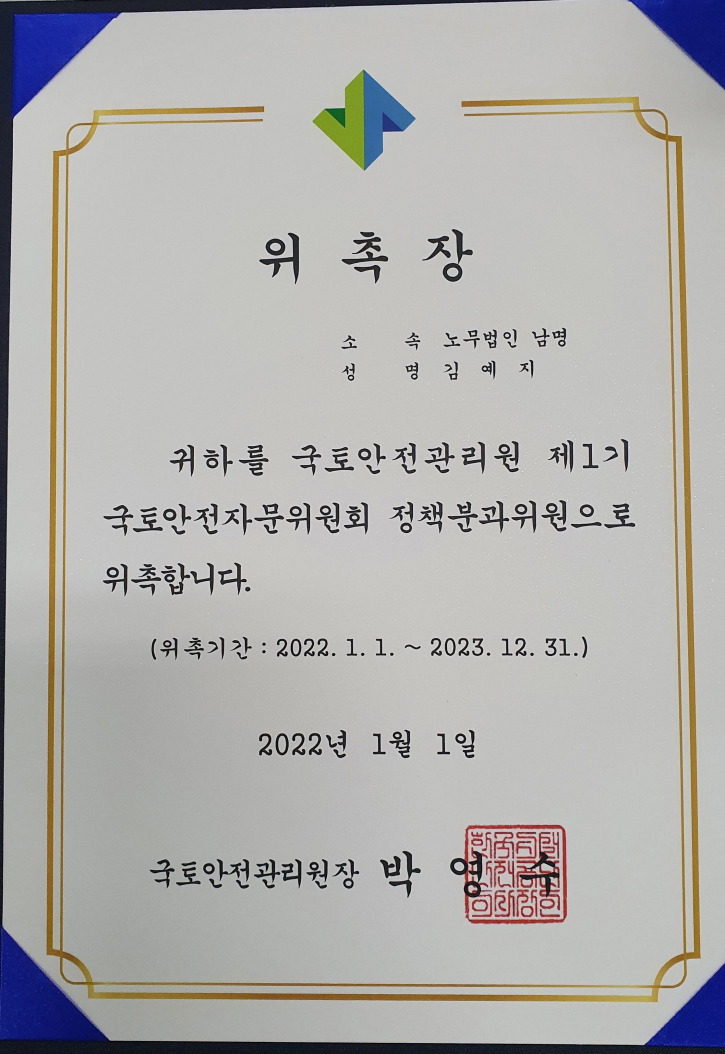 위 촉 장
소 속 노무법인 남명
성 명 김 예 지
귀하를 국토안전관리원 제1기
국토안전자문위원회 정책분과위원으로
위촉합니다.
(위촉기간 : 2022. 1. 1. ~ 2023. 12. 31.)
2022년 1월 1일
국토안전관리원장 박 영 수